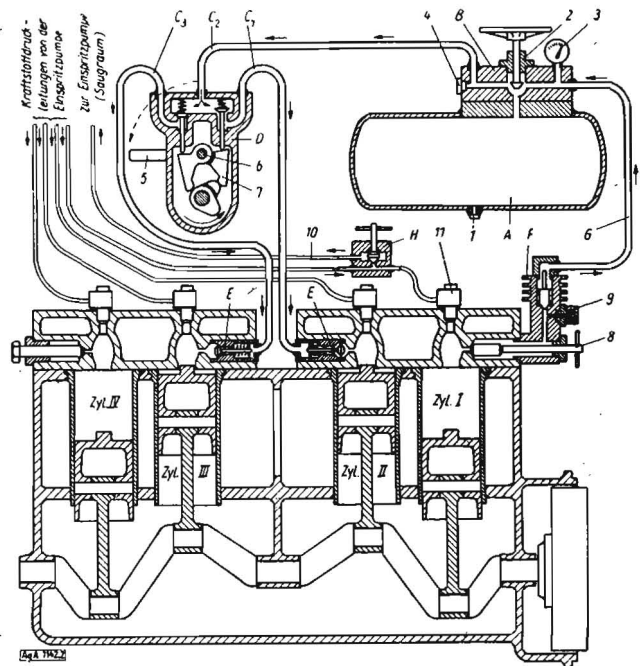 Kraftstoffdruck-
leitungen von der
Einspritzpumpe
zur Einspritzpumpe
(Saugraum)
C₃
C₂
C₁
4
B
2
3
D
6
5
7
1
A
6
10
H
11
F
9
E
E
8
Zyl. IV
Zyl. III
Zyl. II
Zyl. I